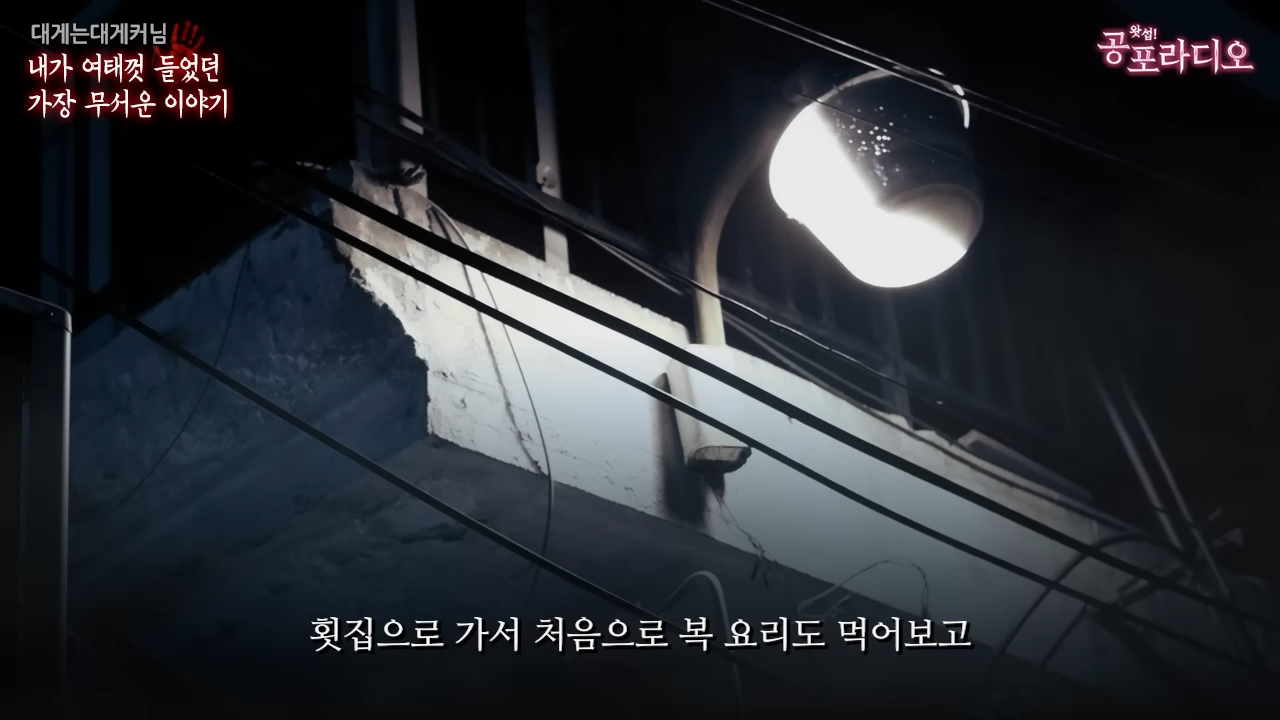 대게는대게커님
내가 여태껏 들었던
가장 무서운 이야기
왓섭!
공포라디오
횟집으로 가서 처음으로 복 요리도 먹어보고